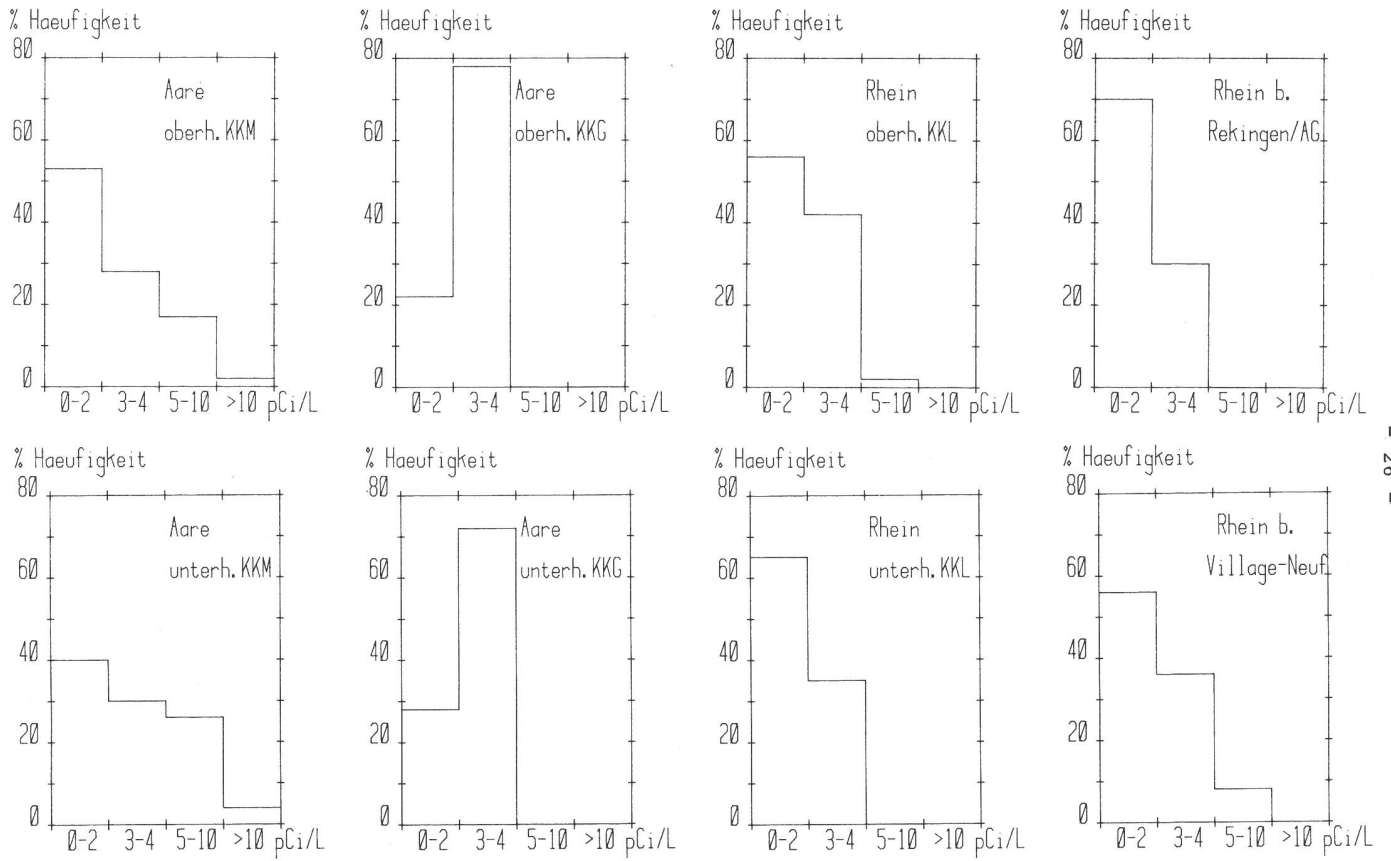 % Haeufigkeit
80
60
40
20
0
Aare
oberh. KKM
0-2 3-4 5-10 >10 pCi/L
% Haeufigkeit
80
60
40
20
0
Aare
oberh. KKG
0-2 3-4 5-10 >10 pCi/L
% Haeufigkeit
80
60
40
20
0
Rhein
oberh. KKL
0-2 3-4 5-10 >10 pCi/L
% Haeufigkeit
80
60
40
20
0
Rhein b.
Rekingen/AG
0-2 3-4 5-10 >10 pCi/L
% Haeufigkeit
80
60
40
20
0
Aare
unterh. KKM
0-2 3-4 5-10 >10 pCi/L
% Haeufigkeit
80
60
40
20
0
Aare
unterh. KKG
0-2 3-4 5-10 >10 pCi/L
% Haeufigkeit
80
60
40
20
0
Rhein
unterh. KKL
0-2 3-4 5-10 >10 pCi/L
% Haeufigkeit
80
60
40
20
0
Rhein b.
Village-Neuf
0-2 3-4 5-10 >10 pCi/L
- 26 -